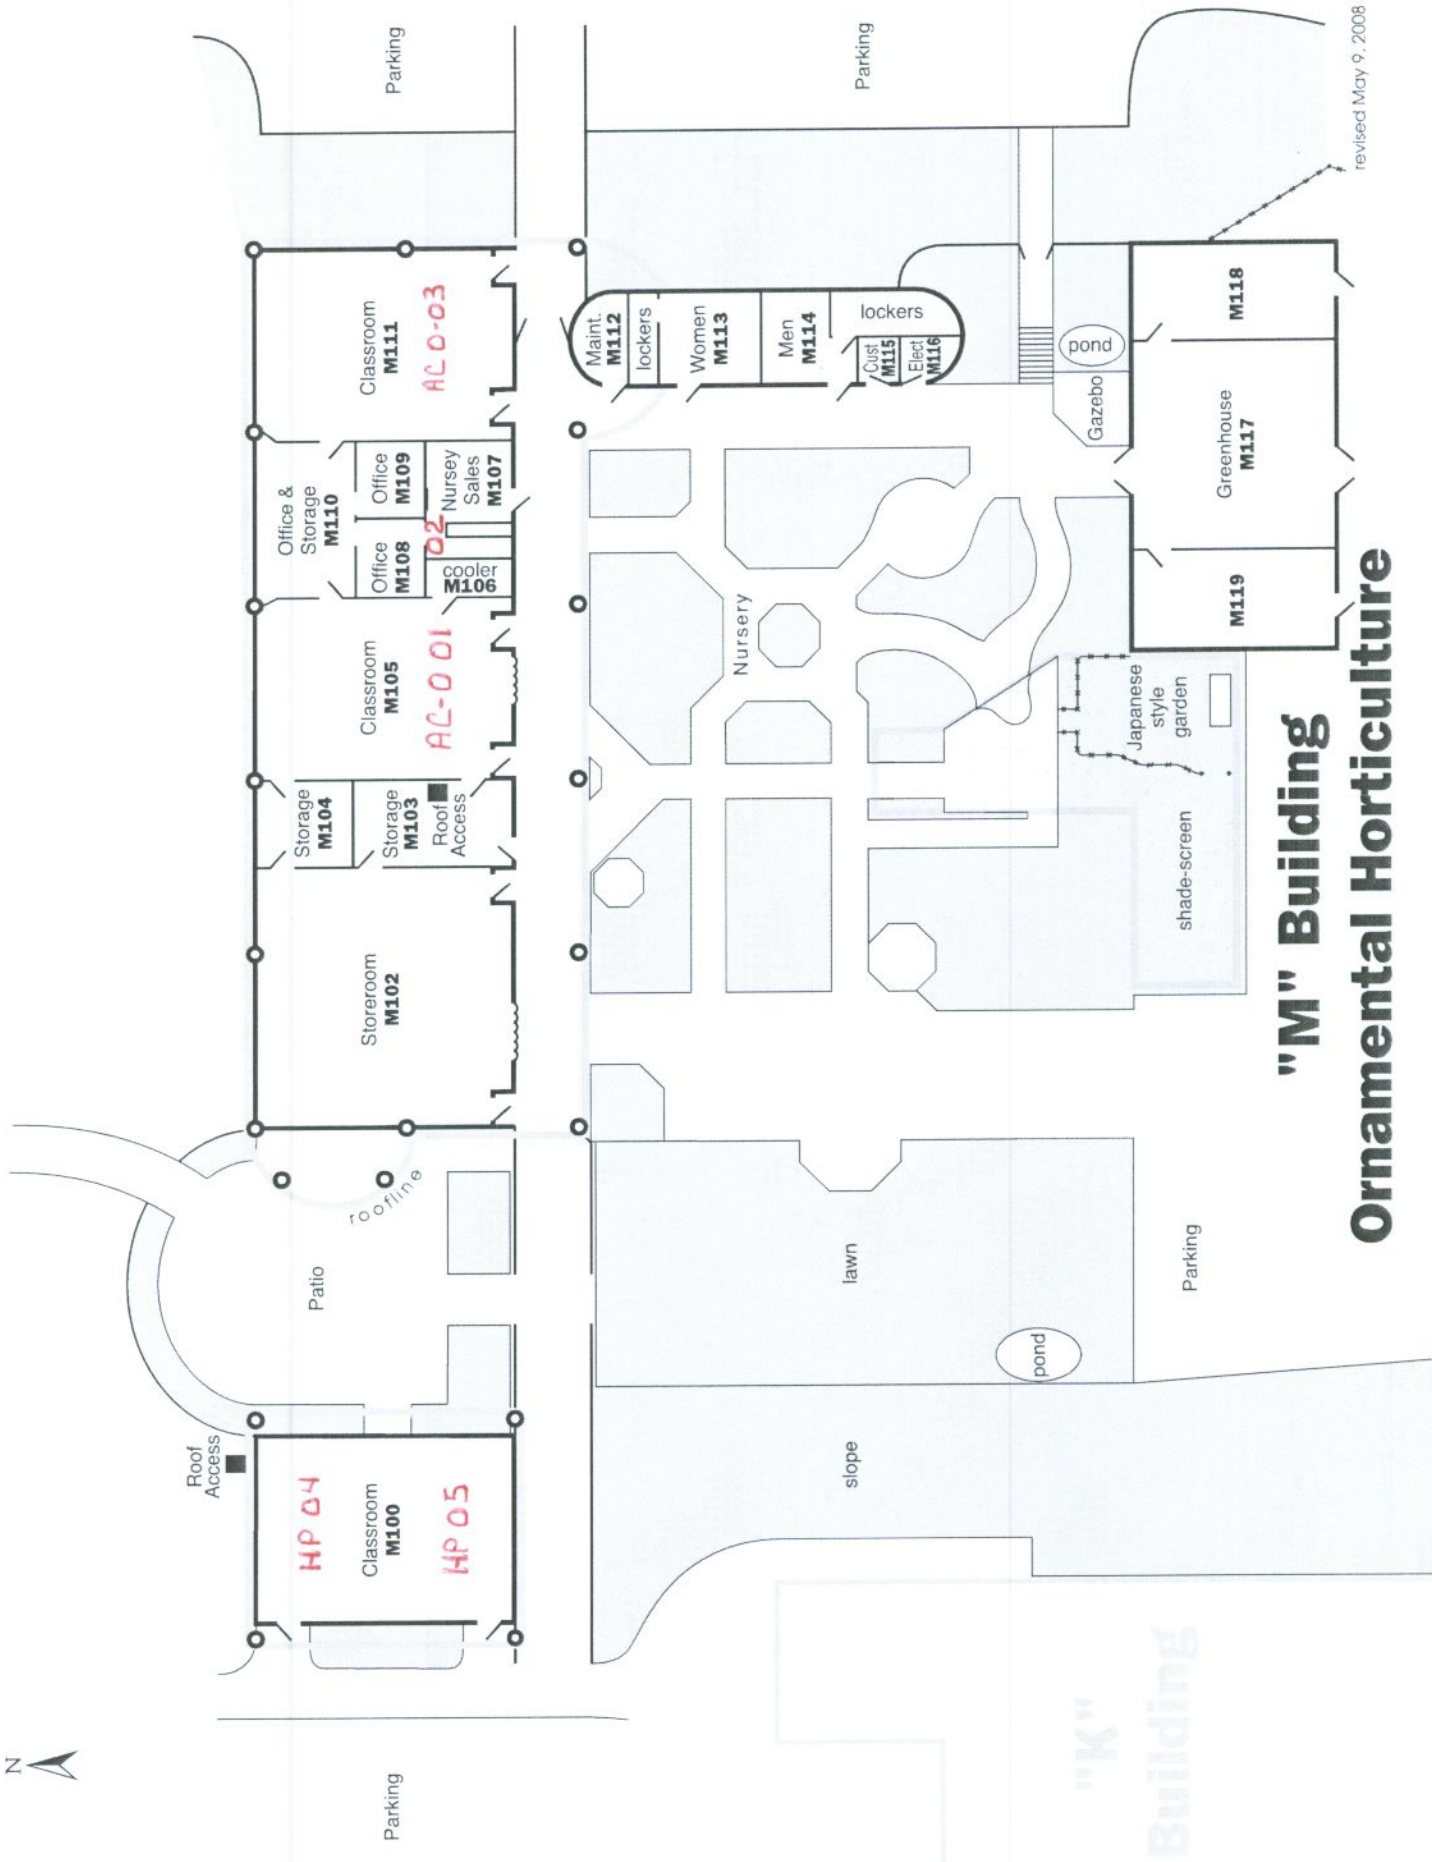 N
Parking
Roof
Access
HP 04
Classroom
M100
HP 05
Patio
roofline
Storeroom
M102
Storage
M104
Storage
M103
Roof
Access
Classroom
M105
AC-0 01
Office &
Storage
M110
Office
M108
Office
M109
02
cooler
M106
Nursey
Sales
M107
Classroom
M111
AC 0-03
Parking
Maint.
M112
lockers
Women
M113
Men
M114
lockers
Cust
M115
Elect
M116
Parking
Nursery
slope
lawn
pond
Parking
shade-screen
Japanese
style
garden
Gazebo
pond
M119
Greenhouse
M117
M118
"K"
Building
"M" Building
Ornamental Horticulture
revised May 9, 2008